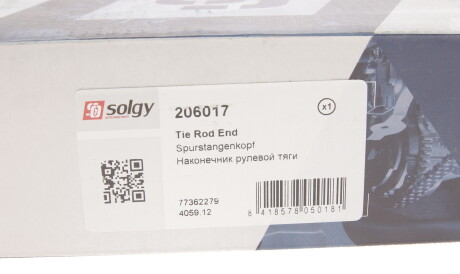 solgy
206017
x1
Tie Rod End
Spurstangenkopf
Наконечник рулевой тяги
77362279
4059.12
8 418578 050181